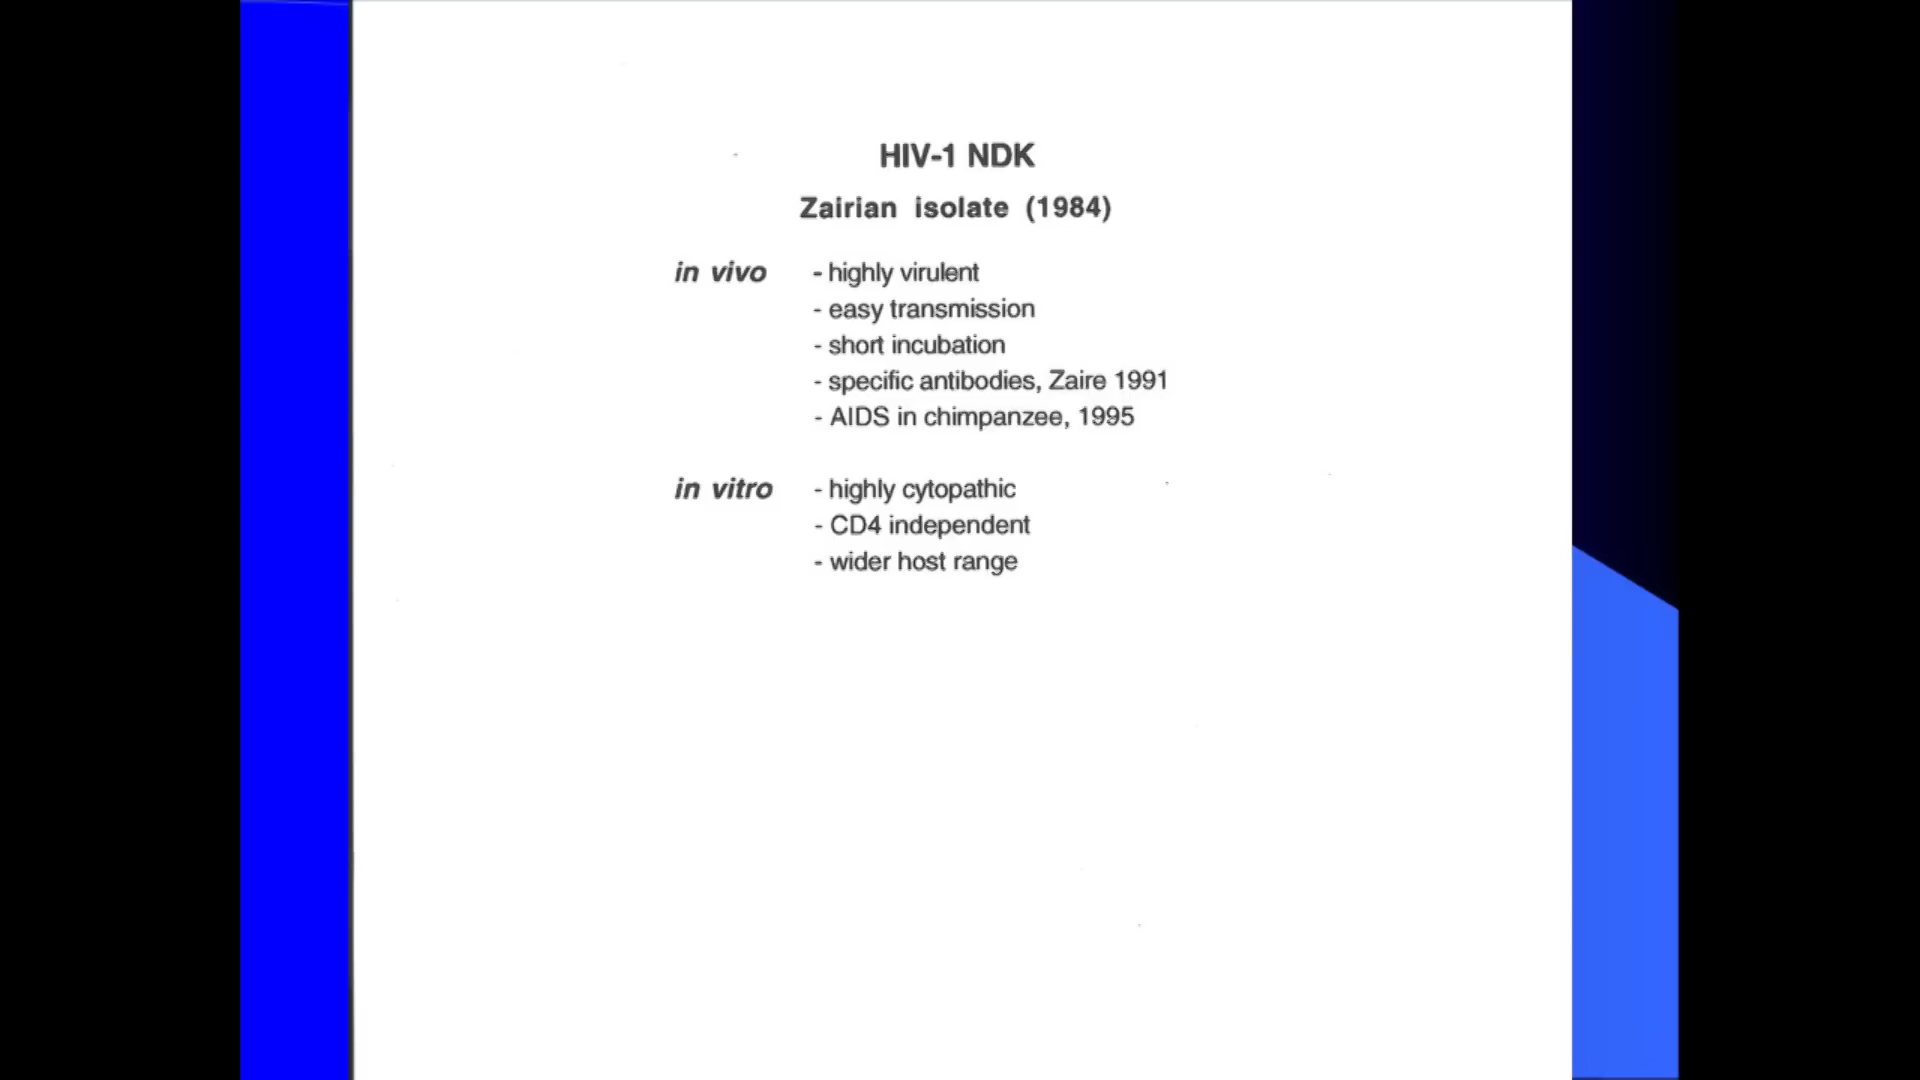 HIV-1 NDK
Zairian isolate (1984)
in vivo - highly virulent
- easy transmission
- short incubation
- specific antibodies, Zaire 1991
- AIDS in chimpanzee, 1995
in vitro - highly cytopathic
- CD4 independent
- wider host range